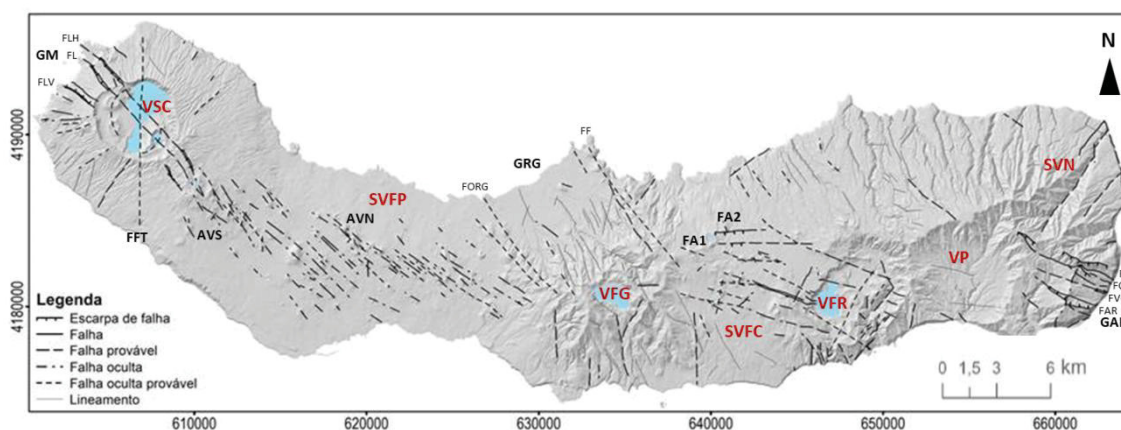 FLH
GM
FL
FLV
VSC
N
4190000
FF
GRG
FORG
SVFP
SVN
FFT
AVS
AVN
FA2
FA1
VP
4180000
VFG
VFR
SVFC
FAR
Legenda
Escarpa de falha
Falha
Falha provável
Falha oculta
Falha oculta provável
Lineamento
0 1,5 3 6 km
610000 620000 630000 640000 650000 660000